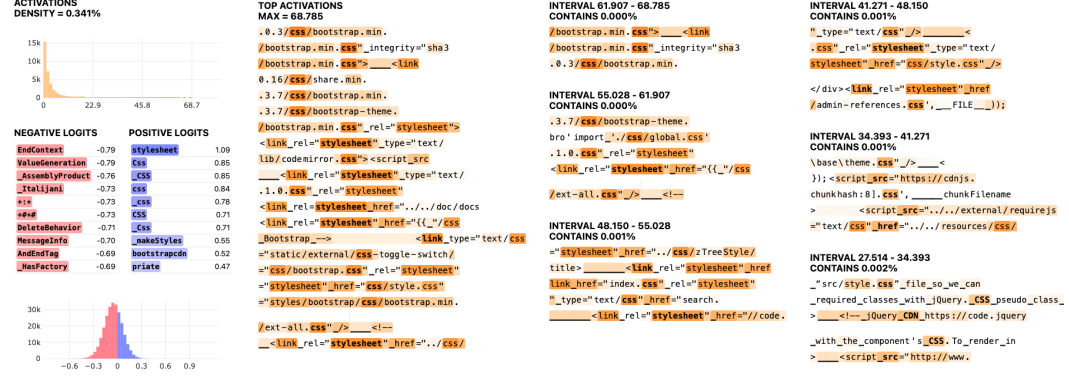 ACTIVATIONS
DENSITY = 0.341%
15k
10k
5k
0
0
22.9
45.8
68.7
NEGATIVE LOGITS
EndContext -0.79
ValueGeneration -0.79
_AssemblyProduct -0.76
_Italijani -0.73
+:+ -0.73
+#+# -0.73
DeleteBehavior -0.71
MessageInfo -0.70
AndEndTag -0.69
_HasFactory -0.69
POSITIVE LOGITS
stylesheet 1.09
Css 0.85
_CSS 0.85
css 0.84
_css 0.78
CSS 0.71
_Css 0.71
_makeStyles 0.55
bootstrapcdn 0.52
priate 0.47
30k
20k
10k
0
−0.6
−0.3
0
0.3
0.6
0.9
TOP ACTIVATIONS
MAX = 68.785
.0.3/css/bootstrap.min.
/bootstrap.min.css"_integrity="sha3
/bootstrap.min.css">____<link
0.16/css/share.min.
.3.7/css/bootstrap.min.
.3.7/css/bootstrap-theme.
/bootstrap.min.css"_rel="stylesheet">
<link_rel="stylesheet"_type="text/
lib/codemirror.css"><script_src
____<link_rel="stylesheet"_type="text/
.1.0.css"_rel="stylesheet"
<link_rel=stylesheet_href="../../doc/docs
<link_rel="stylesheet"_href="{{_"/css
_Bootstrap_--> <link_type="text/css
="static/external/css-toggle-switch/
="css/bootstrap.css"_rel="stylesheet"
="stylesheet"_href="css/style.css"
="styles/bootstrap/css/bootstrap.min.
/ext-all.css"_/>____<!--
__<link_rel="stylesheet"_href="../css/
INTERVAL 61.907 - 68.785
CONTAINS 0.000%
/bootstrap.min.css">____<link
/bootstrap.min.css"_integrity="sha3
.0.3/css/bootstrap.min.
INTERVAL 55.028 - 61.907
CONTAINS 0.000%
.3.7/css/bootstrap-theme.
bro'import_'./css/global.css'
.1.0.css"_rel="stylesheet"
<link_rel="stylesheet"_href="{{_"/css
/ext-all.css"_/>____<!--
INTERVAL 48.150 - 55.028
CONTAINS 0.001%
="stylesheet"_href="../css/zTreeStyle/
title>______<link_rel="stylesheet"_href
link_href="index.css"_rel="stylesheet"
"_type="text/css"_href="search.
______<link_rel="stylesheet"_href="//code.
INTERVAL 41.271 - 48.150
CONTAINS 0.001%
"_type="text/css"_/>_____<
.css"_rel="stylesheet"_type="text/
stylesheet"_href="css/style.css"_/>
</div><link_rel="stylesheet"_href
/admin-references.css',__FILE__));
INTERVAL 34.393 - 41.271
CONTAINS 0.001%
\base\theme.css"_/>____<
});<script_src="https://cdnjs.
chunkhash:8].css',______chunkFilename
> <script_src="../../external/requirejs
="text/css"_href="../../resources/css/
INTERVAL 27.514 - 34.393
CONTAINS 0.002%
_"src/style.css"_file_so_we_can
_required_classes_with_jQuery._CSS_pseudo_class_
>____<!--_jQuery_CDN_https://code.jquery
_with_the_component's_CSS._To_render_in
>____<script_src="http://www.